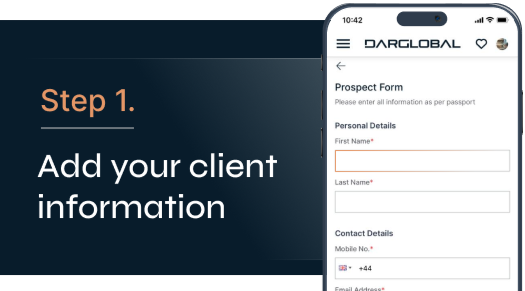 Step 1.
Add your client
information
10:42
DARGLOBAL
Prospect Form
Please enter all information as per passport
Personal Details
First Name*
Last Name*
Contact Details
Mobile No.*
+44
Email Address*